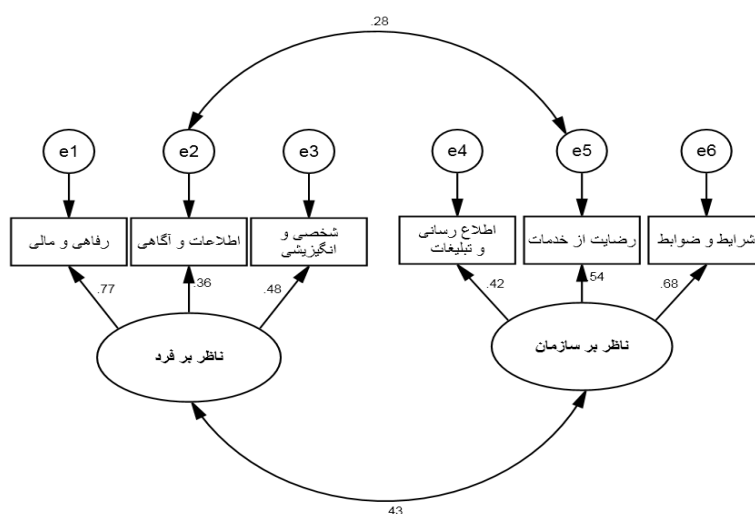 .28
e1
e2
e3
e4
e5
e6
رفاهی و مالی
اطلاعات و آگاهی
شخصی و
انگیزیشی
اطلاع رسانی
و تبلیغات
رضایت از خدمات
شرایط و ضوابط
.77
.36
.48
.42
.54
.68
ناظر بر فرد
ناظر بر سازمان
.43